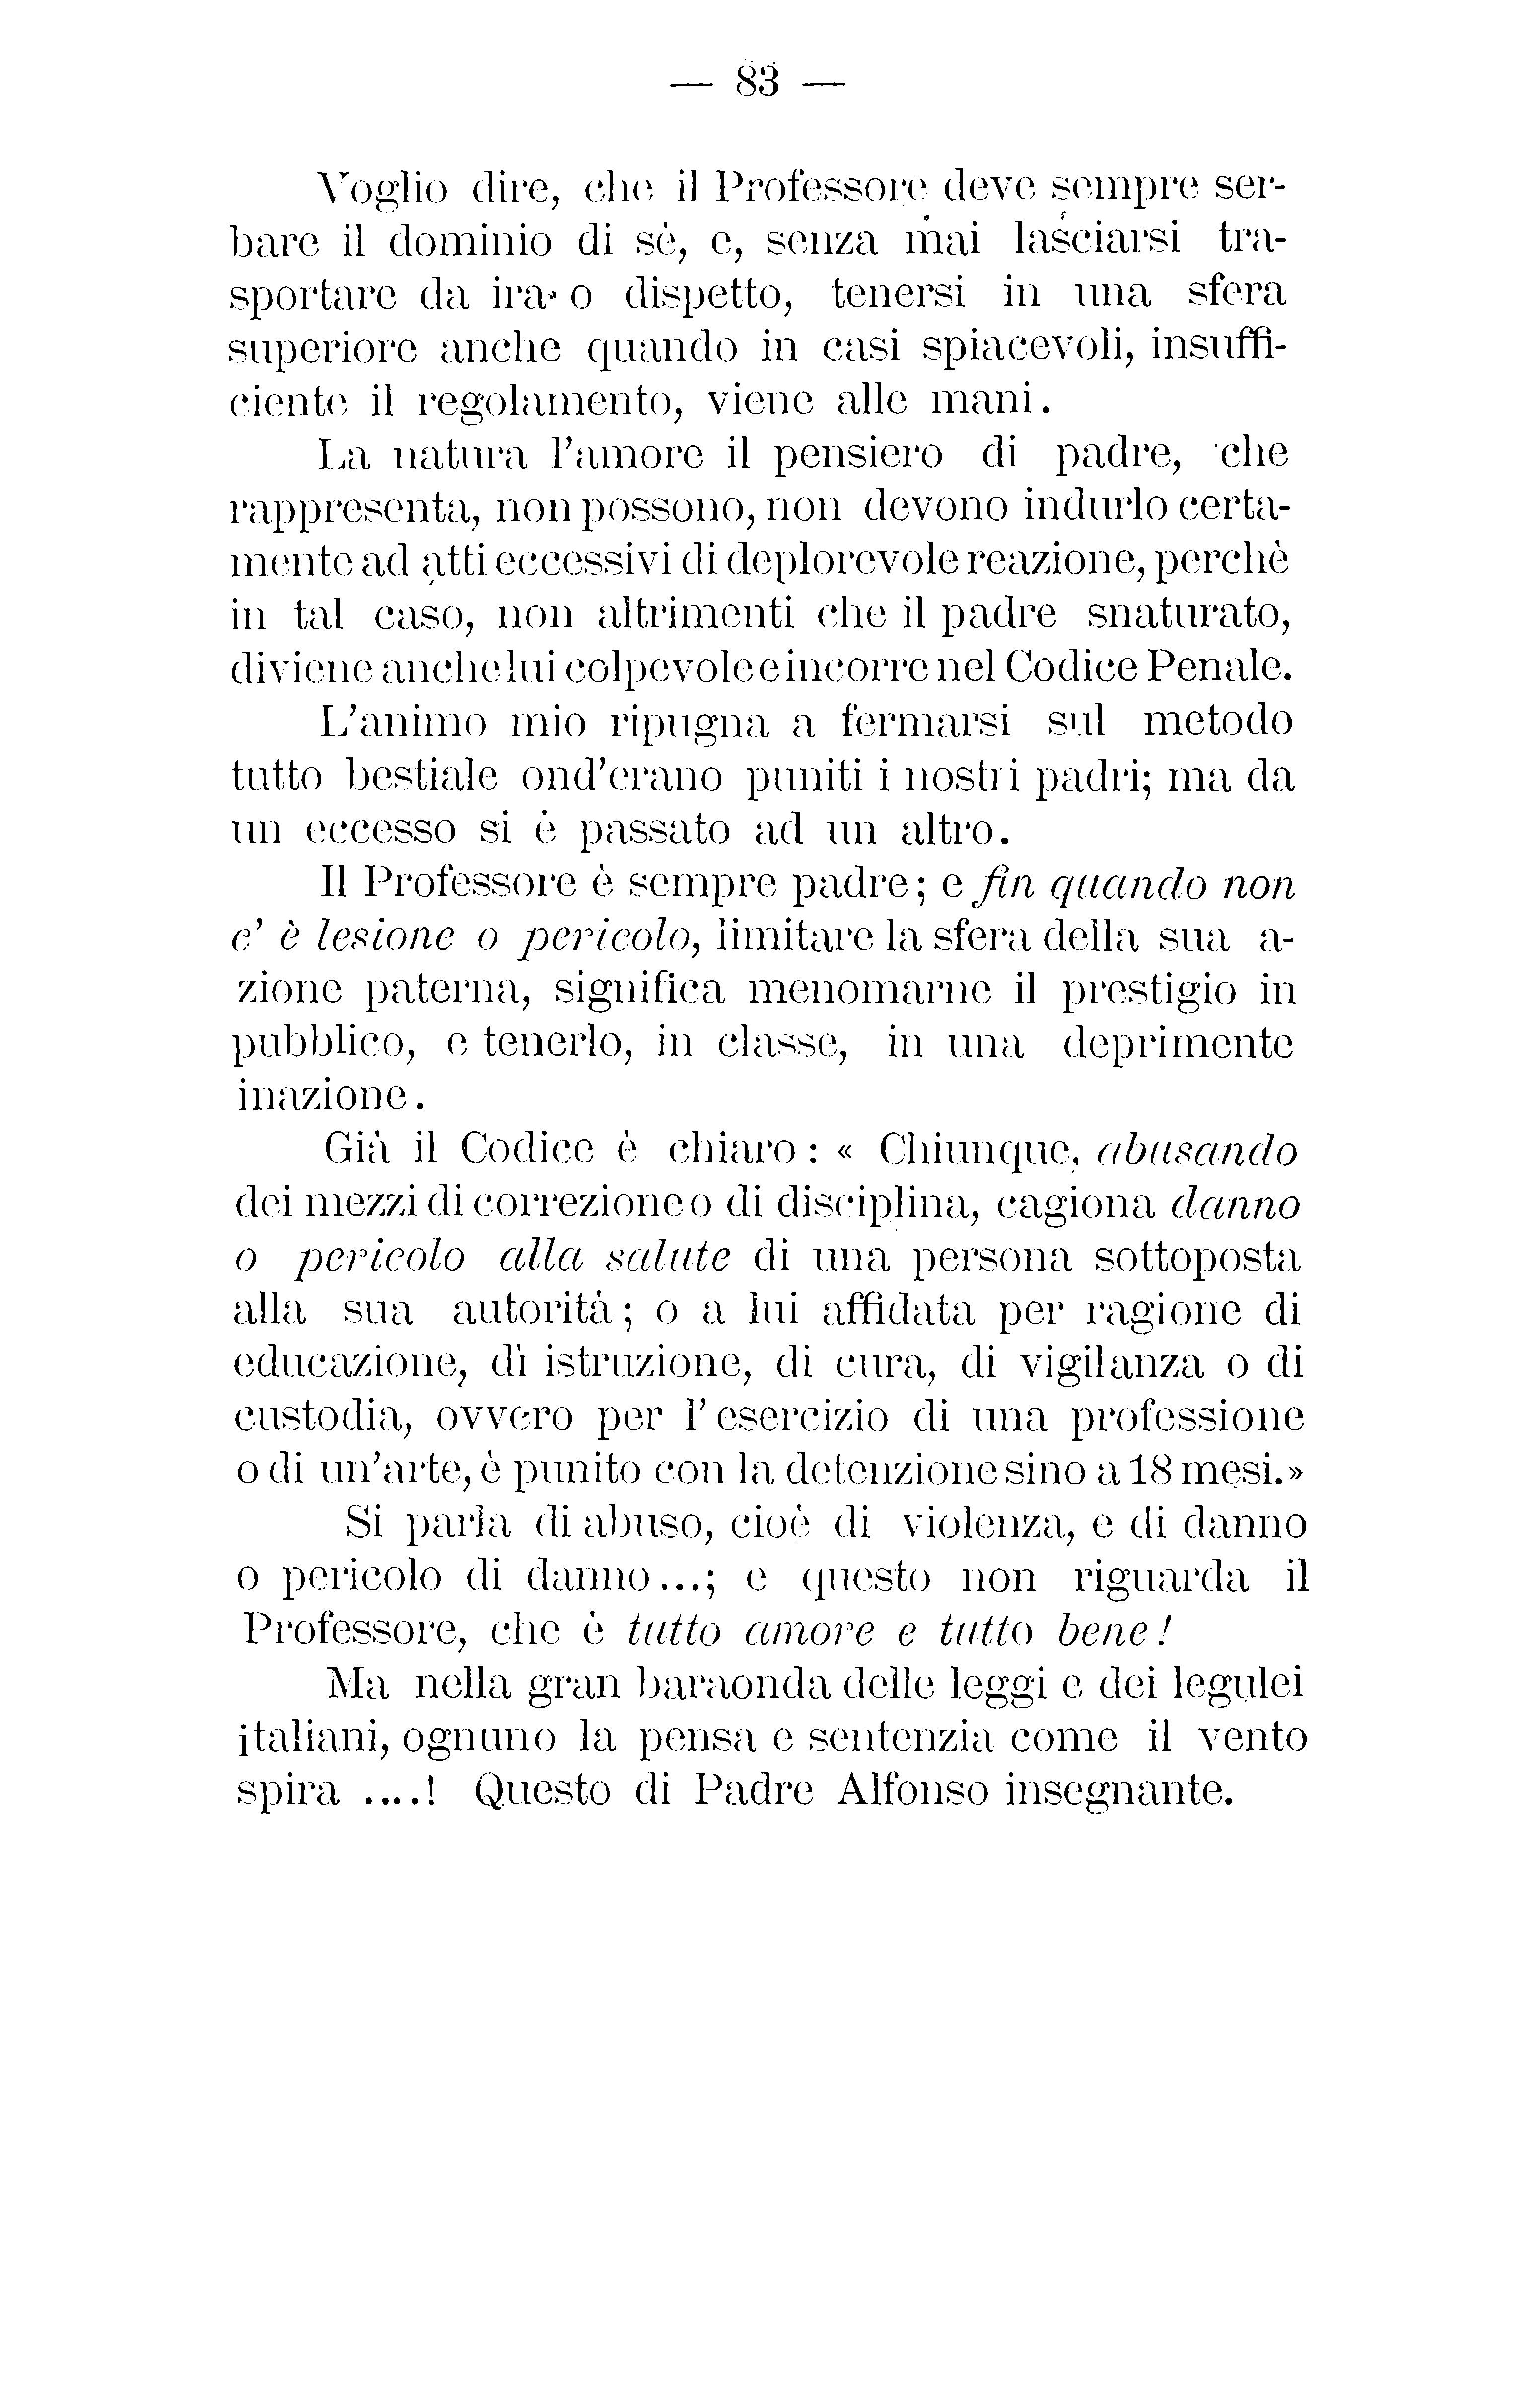 — 83 —
Voglio dire, che il Professore deve sempre ser-
bare il dominio di sè, e, senza mai lasciarsi tra-
sportare da ira o dispetto, tenersi in una sfera
superiore anche quando in casi spiacevoli, insuffi-
ciente il regolamento, viene alle mani.
La natura l'amore il pensiero di padre, che
rappresenta, non possono, non devono indurlo certa-
mente ad atti eccessivi di deplorevole reazione, perchè
in tal caso, non altrimenti che il padre snaturato,
diviene anche lui colpevole e incorre nel Codice Penale.
L'animo mio ripugna a fermarsi sul metodo
tutto bestiale ond'erano puniti i nostri padri; ma da
un eccesso si è passato ad un altro.
Il Professore è sempre padre; e fin quando non
c' è lesione o pericolo, limitare la sfera della sua a-
zione paterna, significa menomarne il prestigio in
pubblico, e tenerlo, in classe, in una deprimente
inazione.
Già il Codice è chiaro: « Chiunque, abusando
dei mezzi di correzione o di disciplina, cagiona danno
o pericolo alla salute di una persona sottoposta
alla sua autorità; o a lui affidata per ragione di
educazione, di istruzione, di cura, di vigilanza o di
custodia, ovvero per l' esercizio di una professione
o di un'arte, è punito con la detenzione sino a 18 mesi.»
Si parla di abuso, cioè di violenza, e di danno
o pericolo di danno...; e questo non riguarda il
Professore, che è tutto amore e tutto bene!
Ma nella gran baraonda delle leggi e dei legulei
italiani, ognuno la pensa e sentenzia come il vento
spira ....! Questo di Padre Alfonso insegnante.